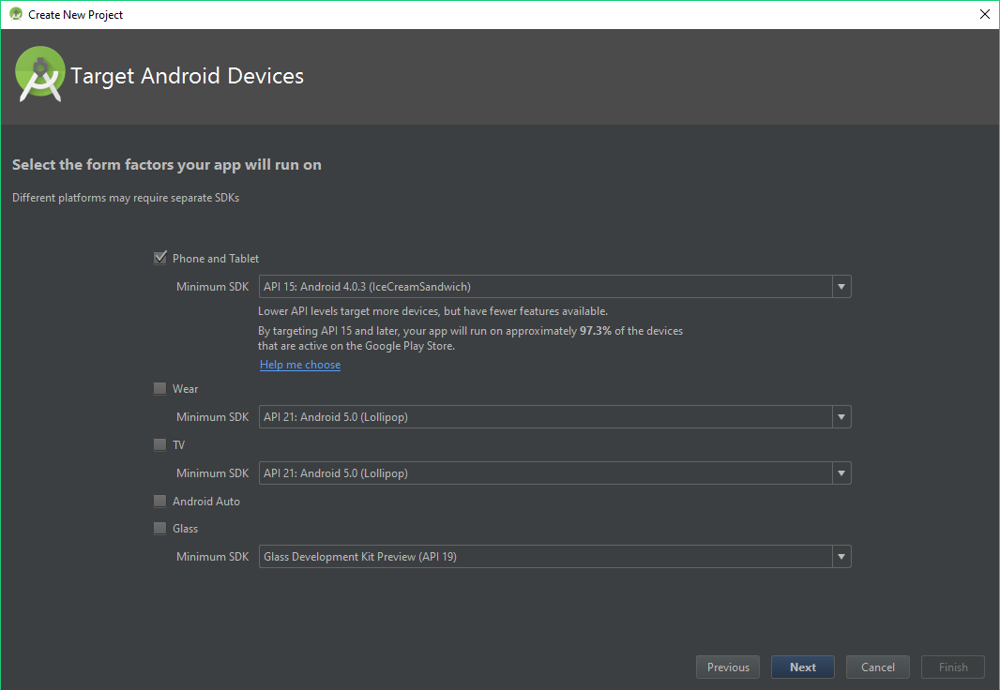 Create New Project
Target Android Devices
Select the form factors your app will run on
Different platforms may require separate SDKs
Phone and Tablet
Minimum SDK API 15: Android 4.0.3 (IceCreamSandwich)
Lower API levels target more devices, but have fewer features available.
By targeting API 15 and later, your app will run on approximately 97.3% of the devices
that are active on the Google Play Store.
Help me choose
Wear
Minimum SDK API 21: Android 5.0 (Lollipop)
TV
Minimum SDK API 21: Android 5.0 (Lollipop)
Android Auto
Glass
Minimum SDK Glass Development Kit Preview (API 19)
Previous Next Cancel Finish